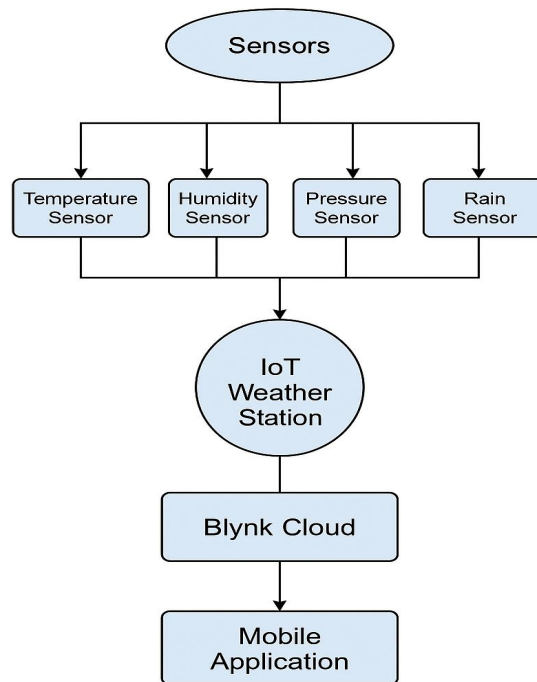 Sensors
Temperature
Sensor
Humidity
Sensor
Pressure
Sensor
Rain
Sensor
IoT
Weather
Station
Blynk Cloud
Mobile
Application